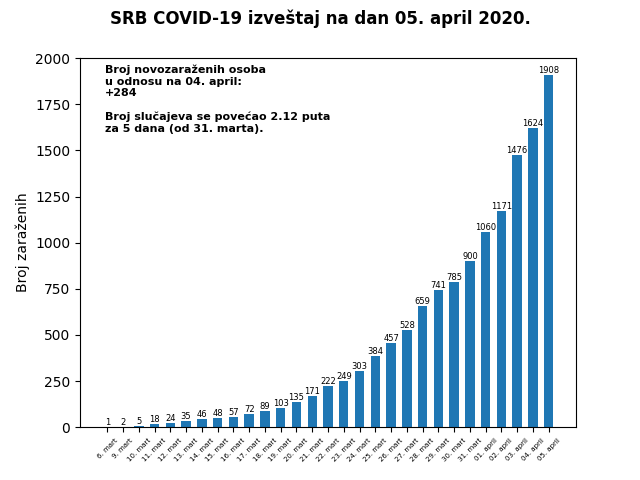 SRB COVID-19 izveštaj na dan 05. april 2020.
Broj novozaraženih osoba
u odnosu na 04. april:
+284
Broj slučajeva se povećao 2.12 puta
za 5 dana (od 31. marta).
Broj zaraženih
2000
1750
1500
1250
1000
750
500
250
0
1
2
5
18
24
35
46
48
57
72
89
103
135
171
222
249
303
384
457
528
659
741
785
900
1060
1171
1476
1624
1908
6. mart
9. mart
10. mart
11. mart
12. mart
13. mart
14. mart
15. mart
16. mart
17. mart
18. mart
19. mart
20. mart
21. mart
22. mart
23. mart
24. mart
25. mart
26. mart
27. mart
28. mart
29. mart
30. mart
31. mart
01. april
02. april
03. april
04. april
05. april